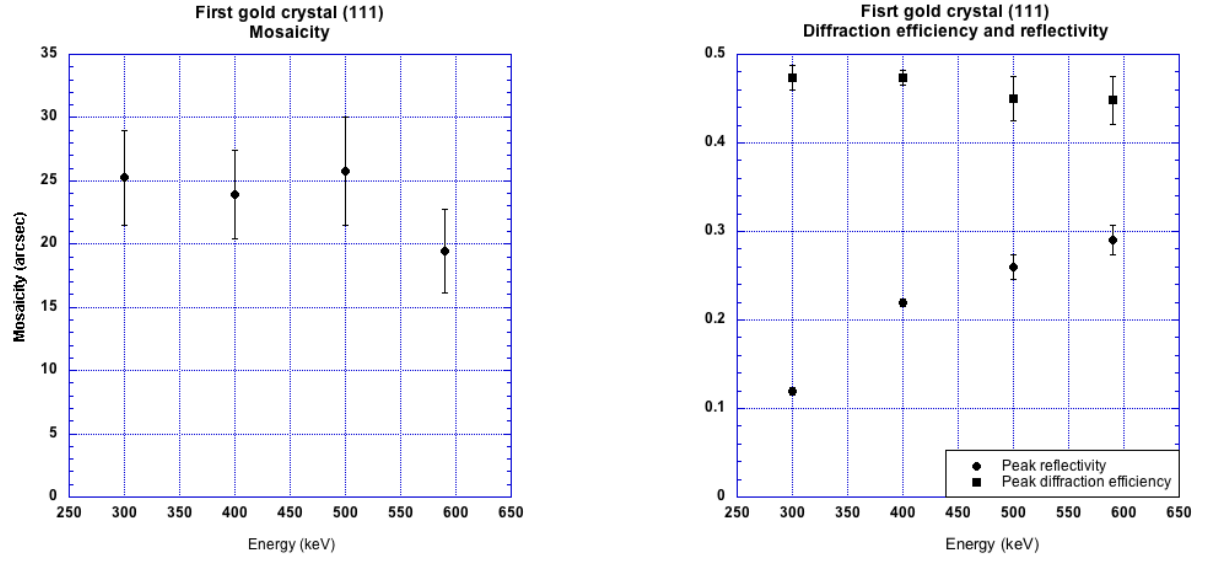 First gold crystal (111)
Mosaicity
35
30
25
20
15
10
5
0
Mosaicity (arcsec)
250 300 350 400 450 500 550 600 650
Energy (keV)
Fisrt gold crystal (111)
Diffraction efficiency and reflectivity
0.5
0.4
0.3
0.2
0.1
0
Peak reflectivity
Peak diffraction efficiency
250 300 350 400 450 500 550 600 650
Energy (keV)